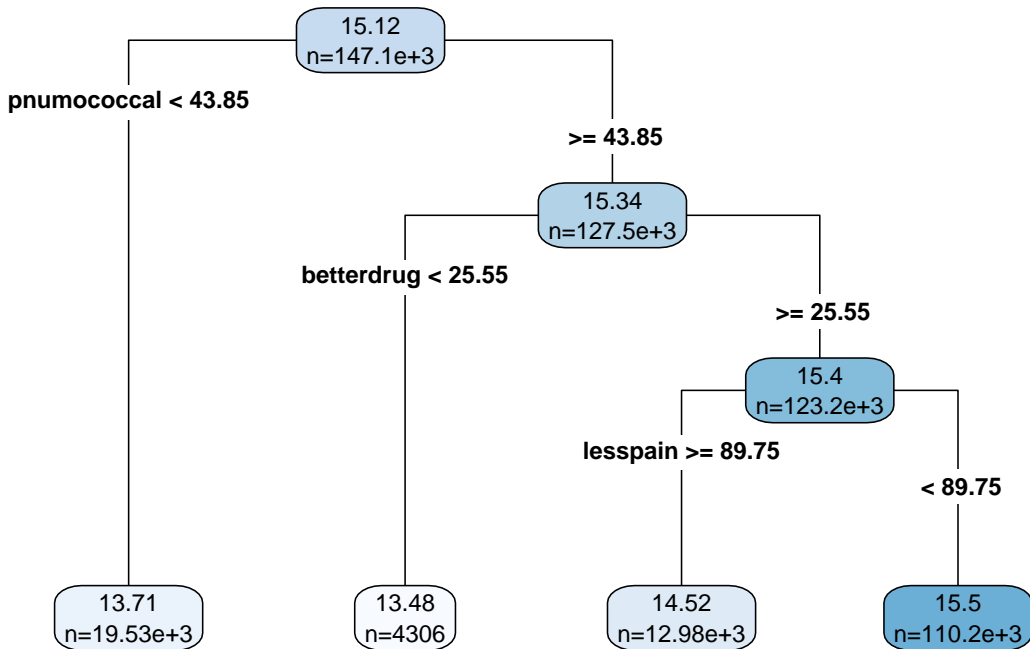 15.12
n=147.1e+3
pnumococcal < 43.85
>= 43.85
15.34
n=127.5e+3
betterdrug < 25.55
>= 25.55
15.4
n=123.2e+3
lesspain >= 89.75
< 89.75
13.71
n=19.53e+3
13.48
n=4306
14.52
n=12.98e+3
15.5
n=110.2e+3